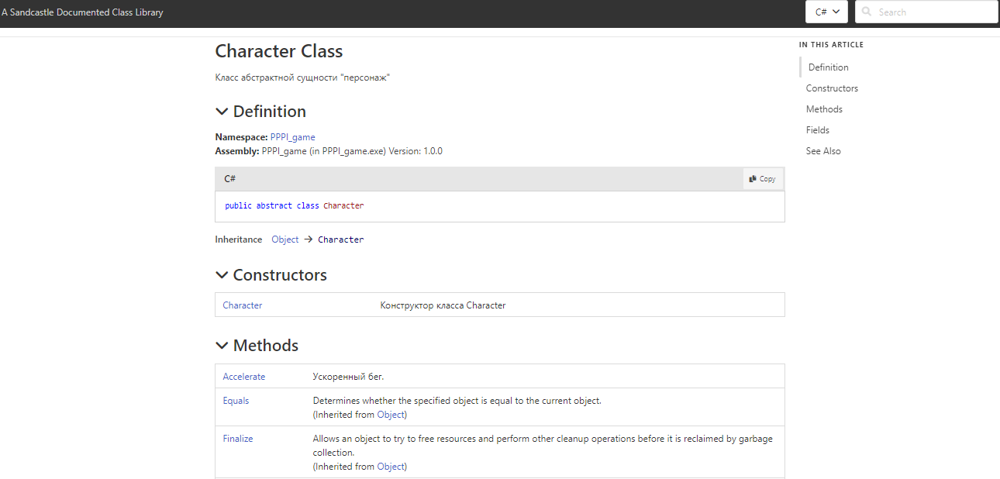 A Sandcastle Documented Class Library
C#
Search
Character Class
Класс абстрактной сущности "персонаж"
Definition
Namespace: PPPI_game
Assembly: PPPI_game (in PPPI_game.exe) Version: 1.0.0
C#
Copy
public abstract class Character
Inheritance Object → Character
Constructors
Character Конструктор класса Character
Methods
Accelerate Ускоренный бег.
Equals Determines whether the specified object is equal to the current object.
(Inherited from Object)
Finalize Allows an object to try to free resources and perform other cleanup operations before it is reclaimed by garbage
collection.
(Inherited from Object)
IN THIS ARTICLE
Definition
Constructors
Methods
Fields
See Also